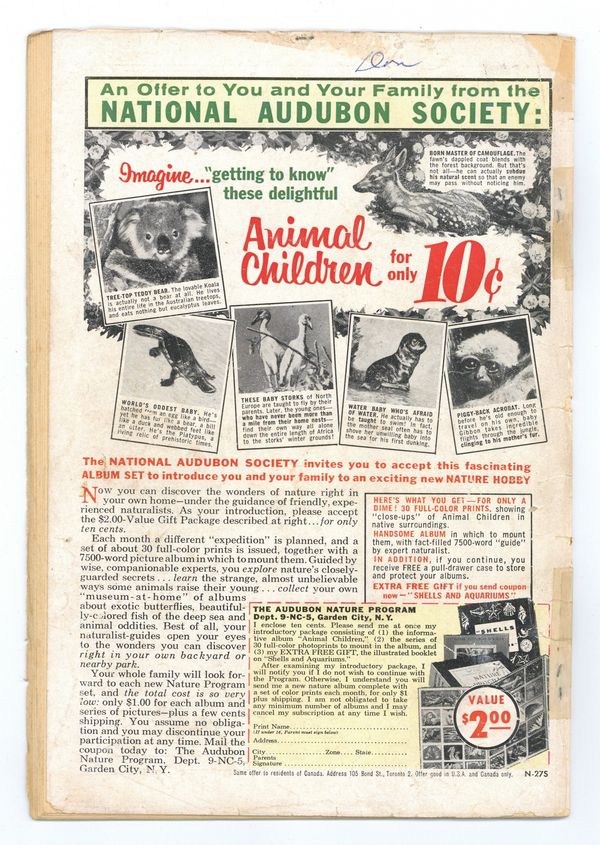 Don
An Offer to You and Your Family from the
NATIONAL AUDUBON SOCIETY:
BORN MASTER OF CAMOUFLAGE. The
fawn's dappled coat blends with
the forest background. But that's
not all—he can actually subdue
his natural scent so that an enemy
may pass without noticing him.
Imagine... "getting to know"
these delightful
Animal
Children
for
only
10¢
TREE-TOP TEDDY BEAR. The lovable Koala
is actually not a bear at all. He lives
his entire life in the Australian treetops,
and eats nothing but eucalyptus leaves.
WORLD'S ODDEST BABY. He's
hatched from an egg like a bird—
yet he has fur like a bear, a bill
like a duck and webbed feet like
an otter. He's the Platypus, a
living relic of prehistoric times.
THESE BABY STORKS of North
Europe are taught to fly by their
parents. Later, the young ones—
who have never been more than
a mile from their home nests—
find their own way all alone
down the entire length of Africa
to the storks' winter grounds!
WATER BABY WHO'S AFRAID
OF WATER. He actually has to
be taught to swim! In fact,
the mother seal often has to
shove her unwilling baby into
the sea for his first dunking.
PIGGY-BACK ACROBAT. Long
before he's old enough to
travel on his own, baby
Gibbon takes incredible
flights through the jungle,
clinging to his mother's fur.
The NATIONAL AUDUBON SOCIETY invites you to accept this fascinating
ALBUM SET to introduce you and your family to an exciting new NATURE HOBBY
Now you can discover the wonders of nature right in
your own home—under the guidance of friendly, expe-
rienced naturalists. As your introduction, please accept
the $2.00-Value Gift Package described at right...for only
ten cents.
Each month a different "expedition" is planned, and a
set of about 30 full-color prints is issued, together with a
7500-word picture album in which to mount them. Guided by
wise, companionable experts, you explore nature's closely-
guarded secrets . . . learn the strange, almost unbelievable
ways some animals raise their young . . . collect your own
"museum-at-home" of albums
about exotic butterflies, beautiful-
ly-colored fish of the deep sea and
animal oddities. Best of all, your
naturalist-guides open your eyes
to the wonders you can discover
right in your own backyard or
nearby park.
Your whole family will look for-
ward to each new Nature Program
set, and the total cost is so very
low: only $1.00 for each album and
series of pictures—plus a few cents
shipping. You assume no obliga-
tion and you may discontinue your
participation at any time. Mail the
coupon today to: The Audubon
Nature Program, Dept. 9-NC-5,
Garden City, N. Y.
HERE'S WHAT YOU GET—FOR ONLY A
DIME! 30 FULL-COLOR PRINTS, showing
"close-ups" of Animal Children in
native surroundings.
HANDSOME ALBUM in which to mount
them, with fact-filled 7500-word "guide"
by expert naturalist.
IN ADDITION, if you continue, you
receive FREE a pull-drawer case to store
and protect your albums.
EXTRA FREE GIFT if you send coupon
now—"SHELLS AND AQUARIUMS"
THE AUDUBON NATURE PROGRAM
Dept. 9-NC-5, Garden City, N. Y.
I enclose ten cents. Please send me at once my
introductory package consisting of (1) the informa-
tive album "Animal Children," (2) the series of
30 full-color photoprints to mount in the album, and
(3) my EXTRA FREE GIFT, the illustrated booklet
on "Shells and Aquariums."
After examining my introductory package, I
will notify you if I do not wish to continue with
the Program. Otherwise, I understand you will
send me a new nature album complete with
a set of color prints each month, for only $1
plus shipping. I am not obligated to take
any minimum number of albums and I may
cancel my subscription at any time I wish.
Print Name
(If under 16, Parent must sign below)
Address
City Zone State
Parents
Signature
SHELLS
NATURE
VALUE
$2.00
Same offer to residents of Canada. Address 105 Bond St., Toronto 2. Offer good in U.S.A. and Canada only.
N-27S